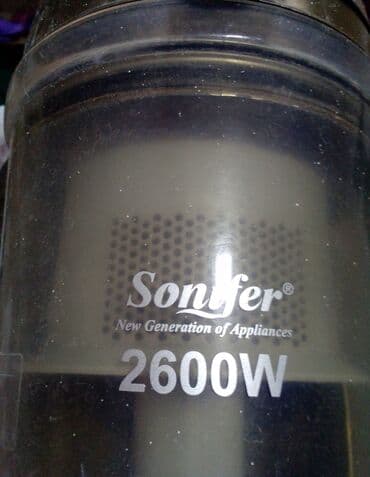 Sonifer®
New Generation of Appliances
2600W